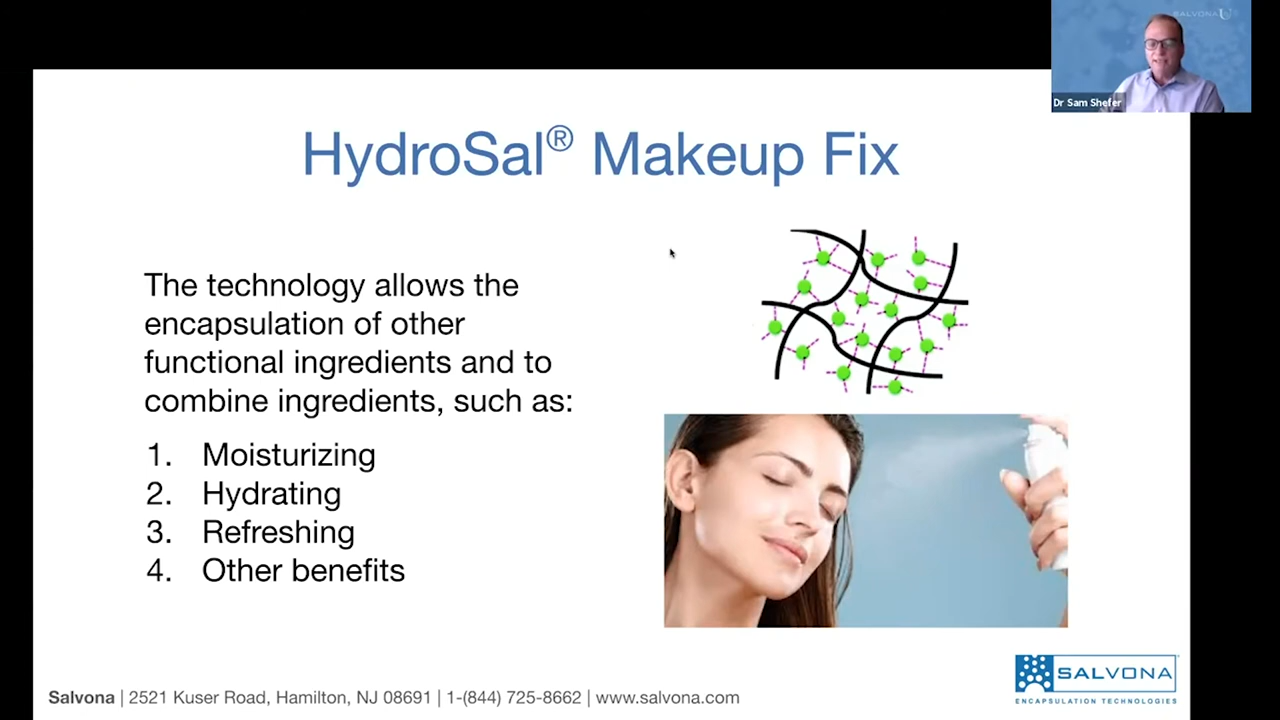 SALVONA
Dr Sam Shefer
HydroSal® Makeup Fix
The technology allows the
encapsulation of other
functional ingredients and to
combine ingredients, such as:
1. Moisturizing
2. Hydrating
3. Refreshing
4. Other benefits
SALVONA
ENCAPSULATION TECHNOLOGIES
Salvona | 2521 Kuser Road, Hamilton, NJ 08691 | 1-(844) 725-8662 | www.salvona.com